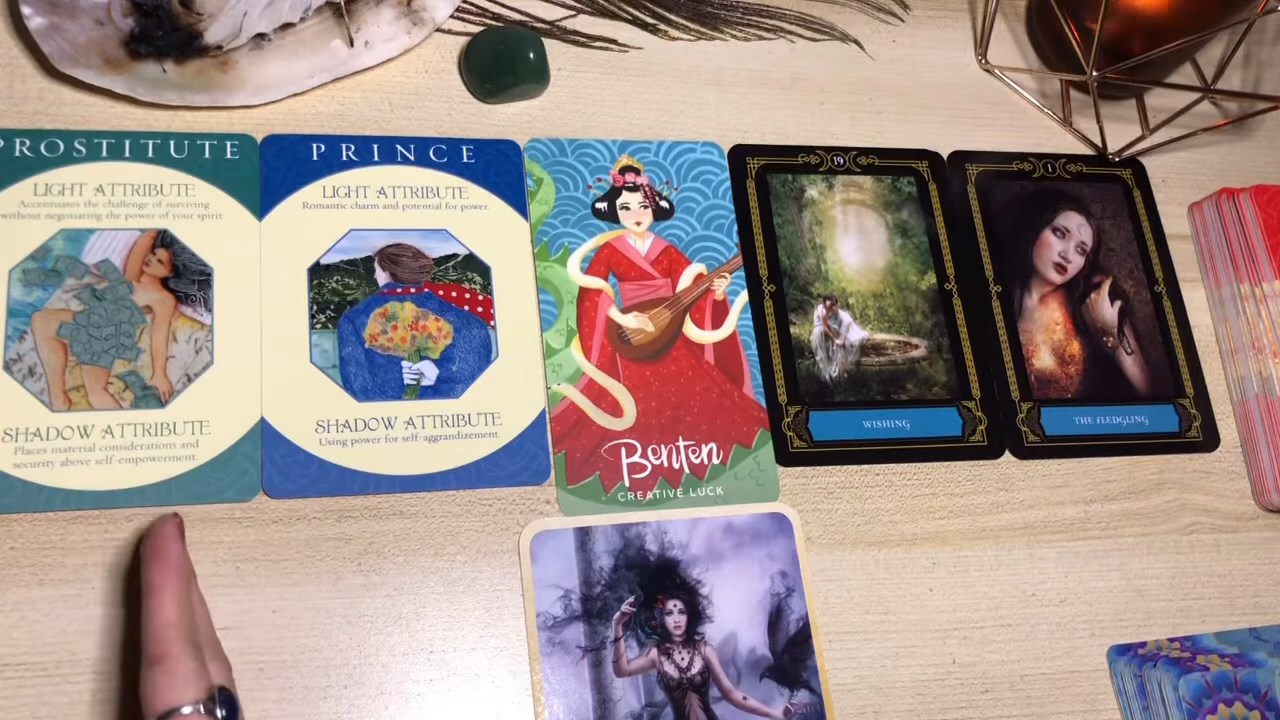 PROSTITUTE
LIGHT ATTRIBUTE
Accentuates the challenge of surviving
without negotiating the power of your spirit.
SHADOW ATTRIBUTE
Places material considerations and
security above self-empowerment.
PRINCE
LIGHT ATTRIBUTE
Romantic charm and potential for power.
SHADOW ATTRIBUTE
Using power for self-aggrandizement.
Benten
CREATIVE LUCK
19
WISHING
1
THE FLEDGLING